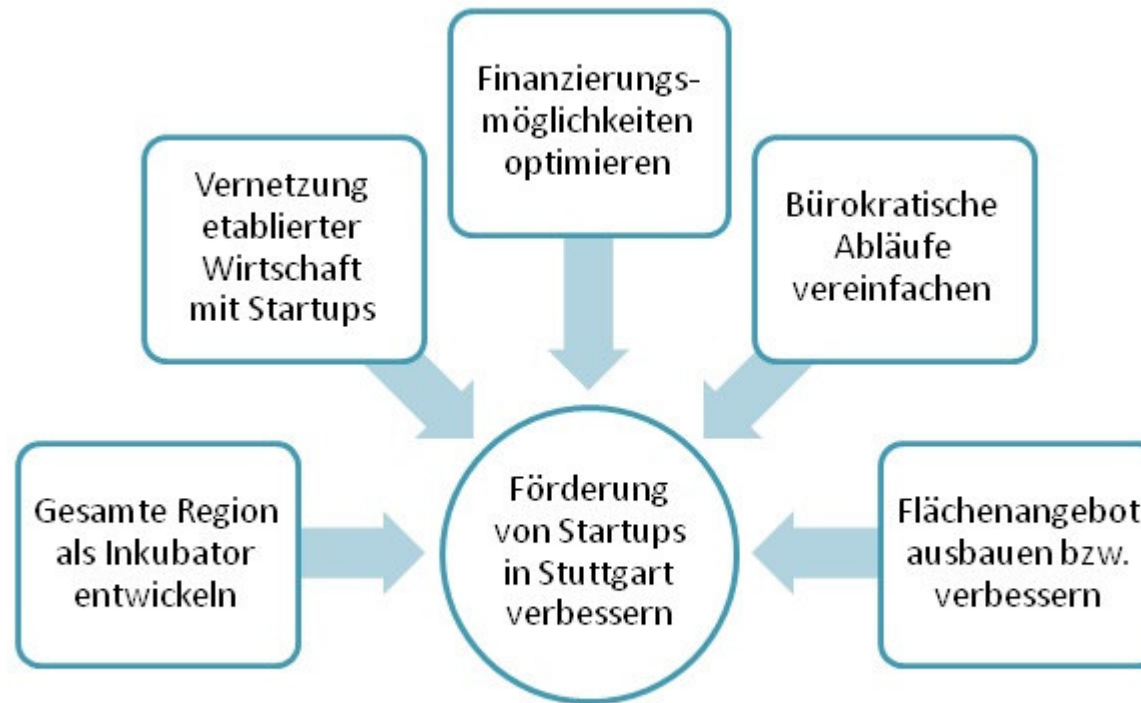 Finanzierungs-
möglichkeiten
optimieren
Vernetzung
etablierter
Wirtschaft
mit Startups
Bürokratische
Abläufe
vereinfachen
Gesamte Region
als Inkubator
entwickeln
Förderung
von Startups
in Stuttgart
verbessern
Flächenangebot
ausbauen bzw.
verbessern